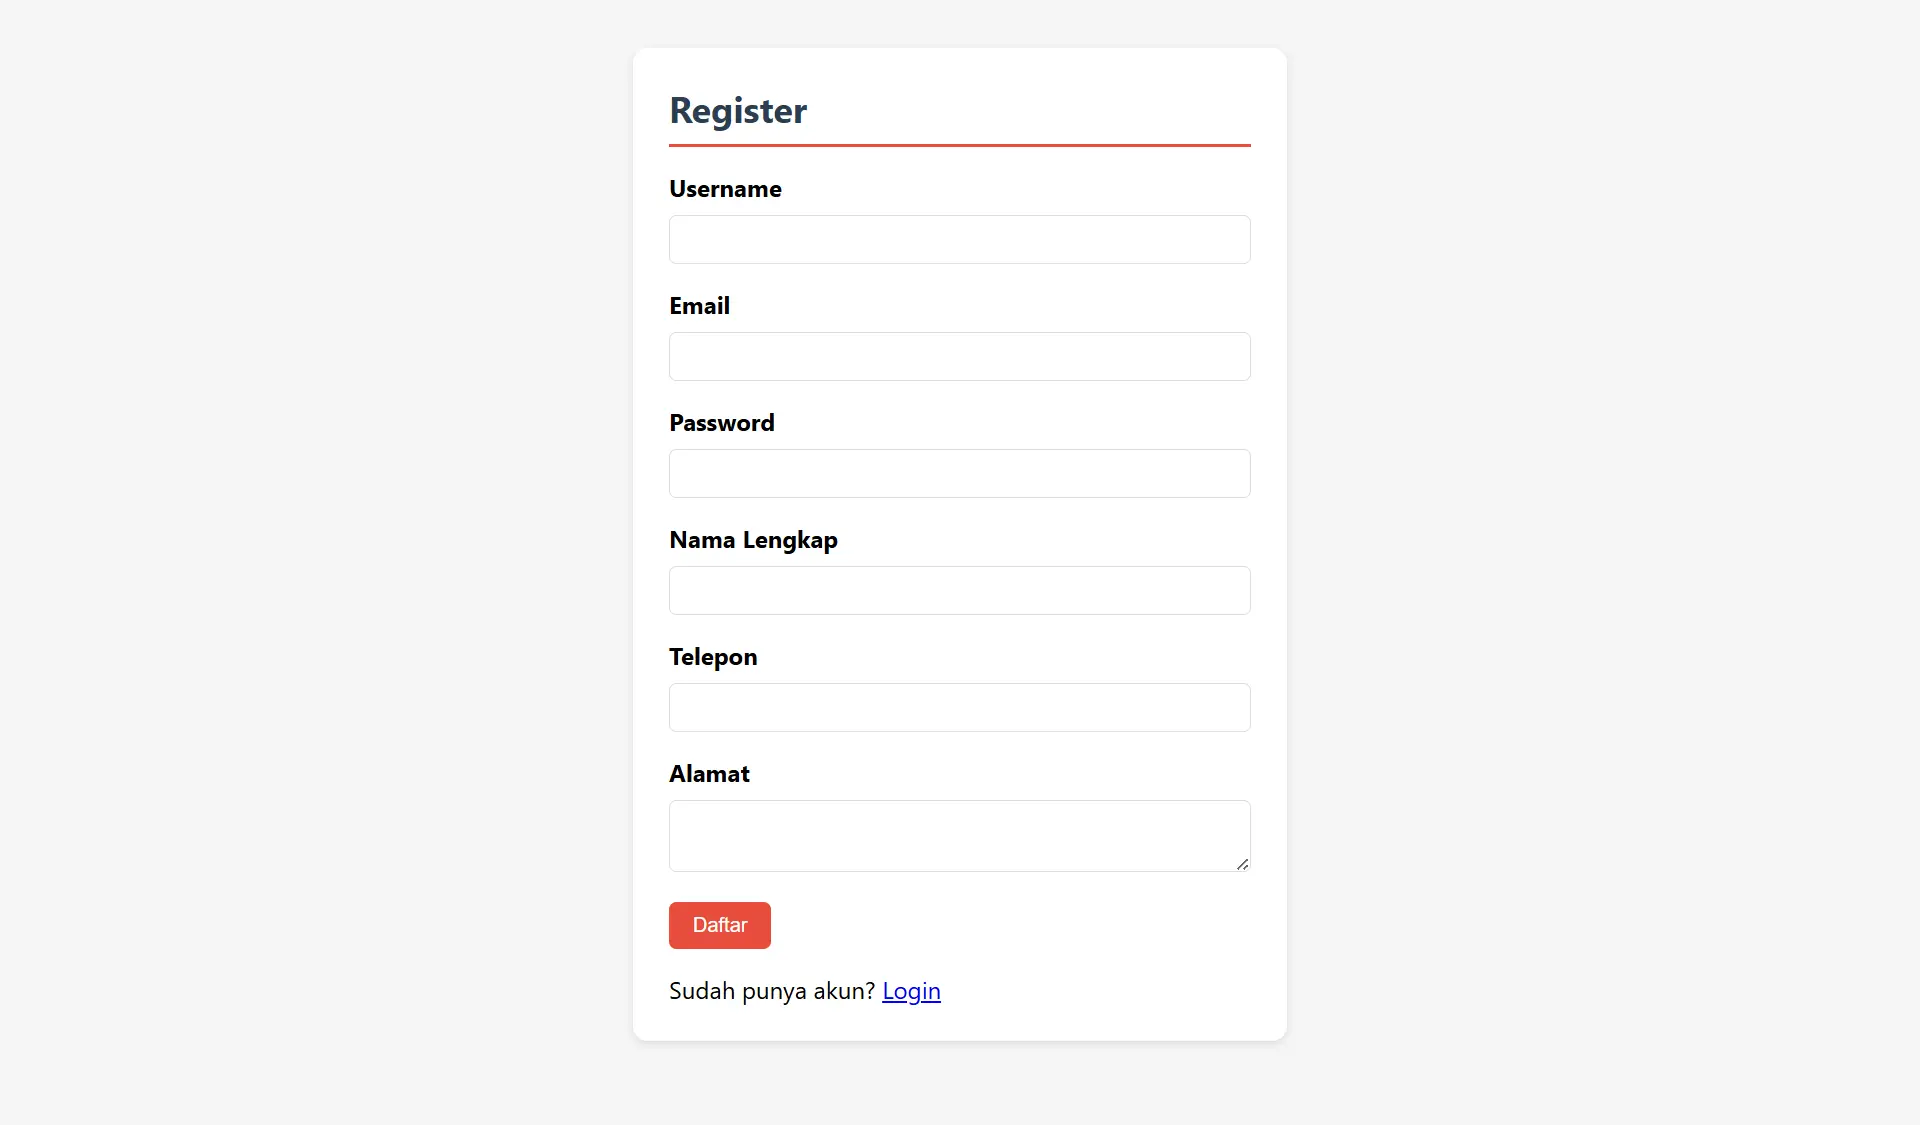 Register
Username
Email
Password
Nama Lengkap
Telepon
Alamat
Daftar
Sudah punya akun? Login